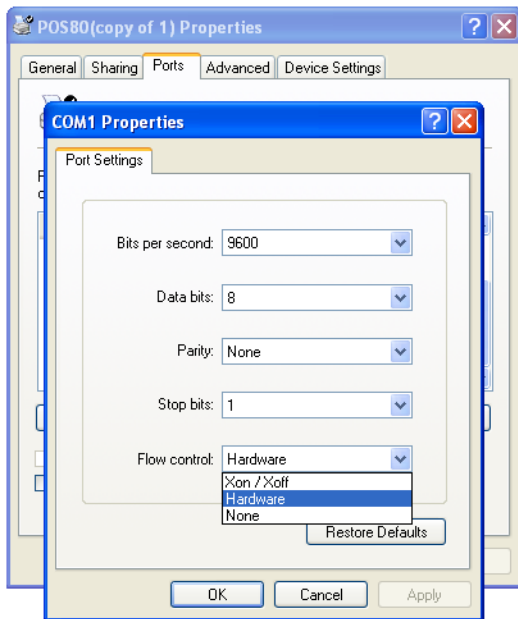 POS80(copy of 1) Properties
General Sharing Ports Advanced Device Settings
COM1 Properties
Port Settings
Bits per second: 9600
Data bits: 8
Parity: None
Stop bits: 1
Flow control: Hardware
Xon / Xoff
Hardware
None
Restore Defaults
OK Cancel Apply